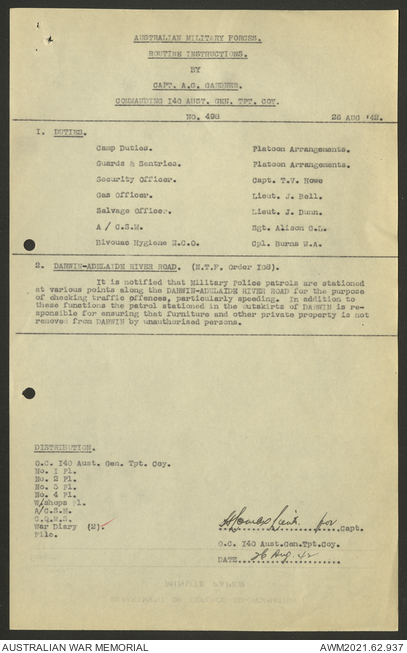 AUSTRALIAN MILITARY FORCES.
ROUTINE INSTRUCTIONS.
BY
CAPT. A.C. GARDNER.
COMMANDING I40 AUST. GEN. TPT. COY.
NO. 498 26 AUG '42.
I. DUTIES.
Camp Duties. Platoon Arrangements.
Guards & Sentries. Platoon Arrangements.
Security Officer. Capt. T.V. Howe
Gas Officer. Lieut. J. Bell.
Salvage Officer. Lieut. J. Dunn.
A / C.S.M. Sgt. Alison C.L.
Bivouac Hygiene N.C.O. Cpl. Burns W.A.
2. DARWIN-ADELAIDE RIVER ROAD. (N.T.F. Order I08).
It is notified that Military Police patrols are stationed
at various points along the DARWIN-ADELAIDE RIVER ROAD for the purpose
of checking traffic offences, particularly speeding. In addition to
these functions the patrol stationed in the outskirts of DARWIN is re-
sponsible for ensuring that furniture and other private property is not
removed from DARWIN by unauthorised persons.
DISTRIBUTION.
O.C. I40 Aust. Gen. Tpt. Coy.
No. 1 Pl.
No. 2 Pl.
No. 3 Pl.
No. 4 Pl.
W/shops Pl.
A/C.S.M.
C.Q.M.S.
War Diary (2).
File.
Lieut. for Capt.
O.C. I40 Aust.Gen.Tpt.Coy.
DATE 26 Aug. 42
AUSTRALIAN WAR MEMORIAL AWM2021.62.937